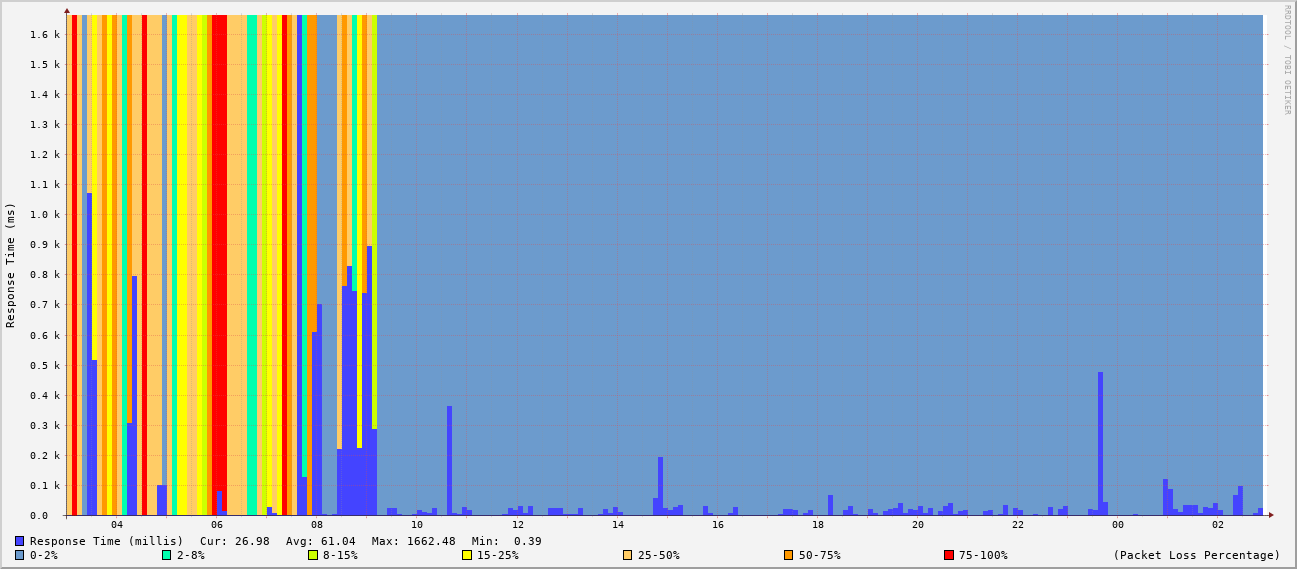 RRDTOOL / TOBI OETIKER
Response Time (ms)
1.6 k
1.5 k
1.4 k
1.3 k
1.2 k
1.1 k
1.0 k
0.9 k
0.8 k
0.7 k
0.6 k
0.5 k
0.4 k
0.3 k
0.2 k
0.1 k
0.0
04 06 08 10 12 14 16 18 20 22 00 02
Response Time (millis) Cur: 26.98 Avg: 61.04 Max: 1662.48 Min: 0.39
0-2% 2-8% 8-15% 15-25% 25-50% 50-75% 75-100% (Packet Loss Percentage)